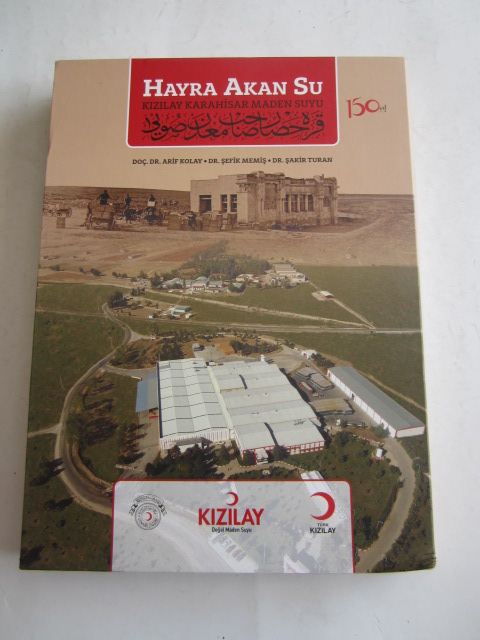 HAYRA AKAN SU
KIZILAY KARAHİSAR MADEN SUYU
150.yıl
DOÇ. DR. ARİF KOLAY • DR. ŞEFİK MEMİŞ • DR. ŞAKİR TURAN
KIZILAY
Doğal Maden Suyu
TÜRK
KIZILAY